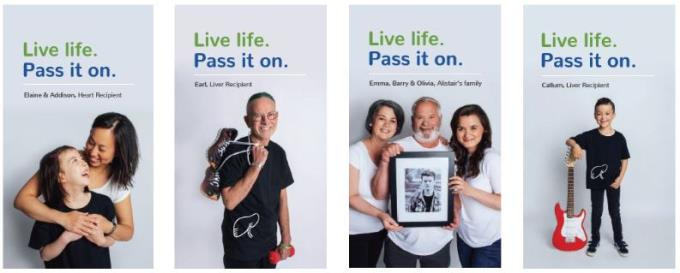 Live life.
Pass it on.
Elaine & Addison, Heart Recipient
Live life.
Pass it on.
Earl, Liver Recipient
Live life.
Pass it on.
Emma, Barry & Olivia, Alistair's family
Live life.
Pass it on.
Callum, Liver Recipient